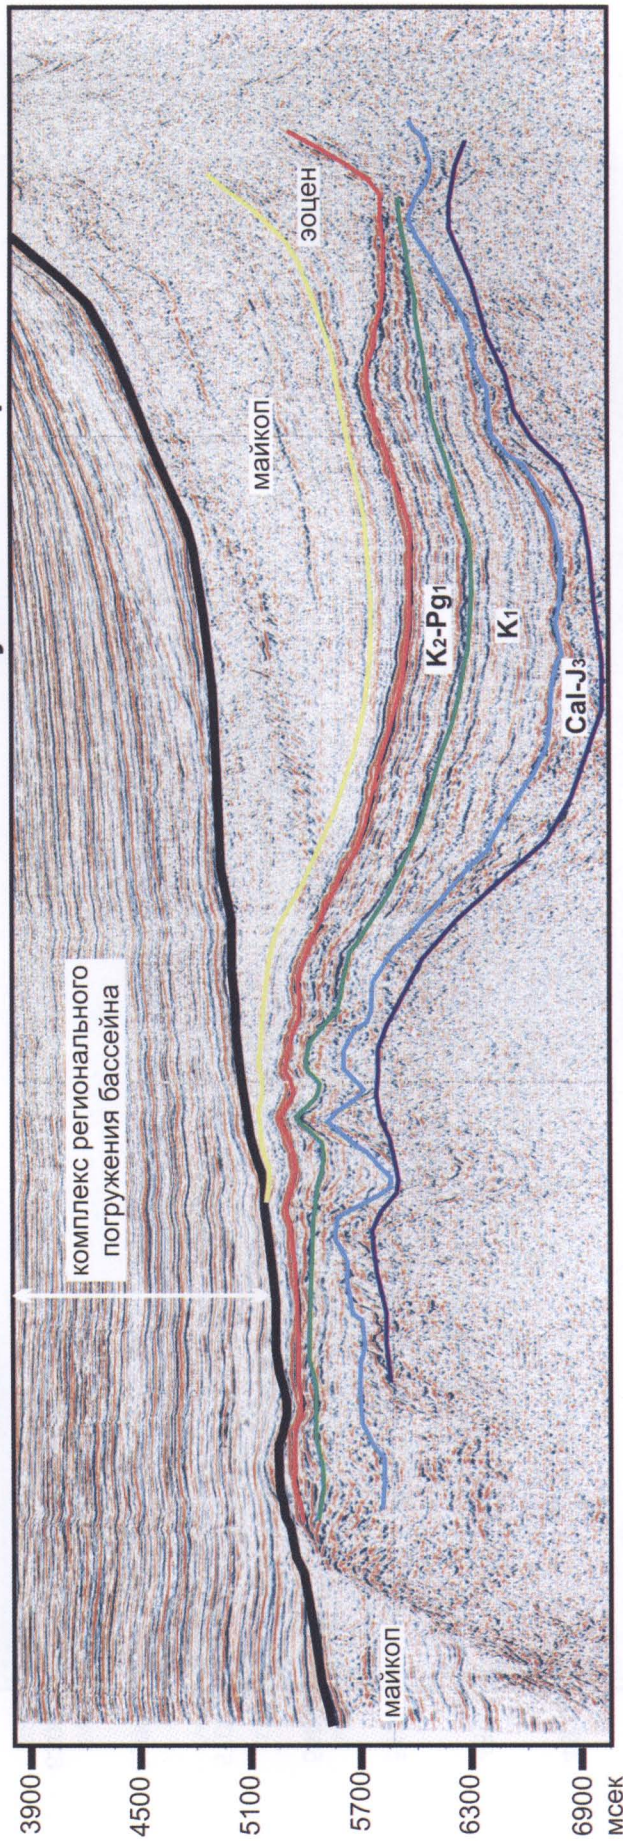 комплекс регионального
погружения бассейна
майкоп
эоцен
K2-Pg1
K1
Cal-J3
майкоп
3900
4500
5100
5700
6300
6900
мсек